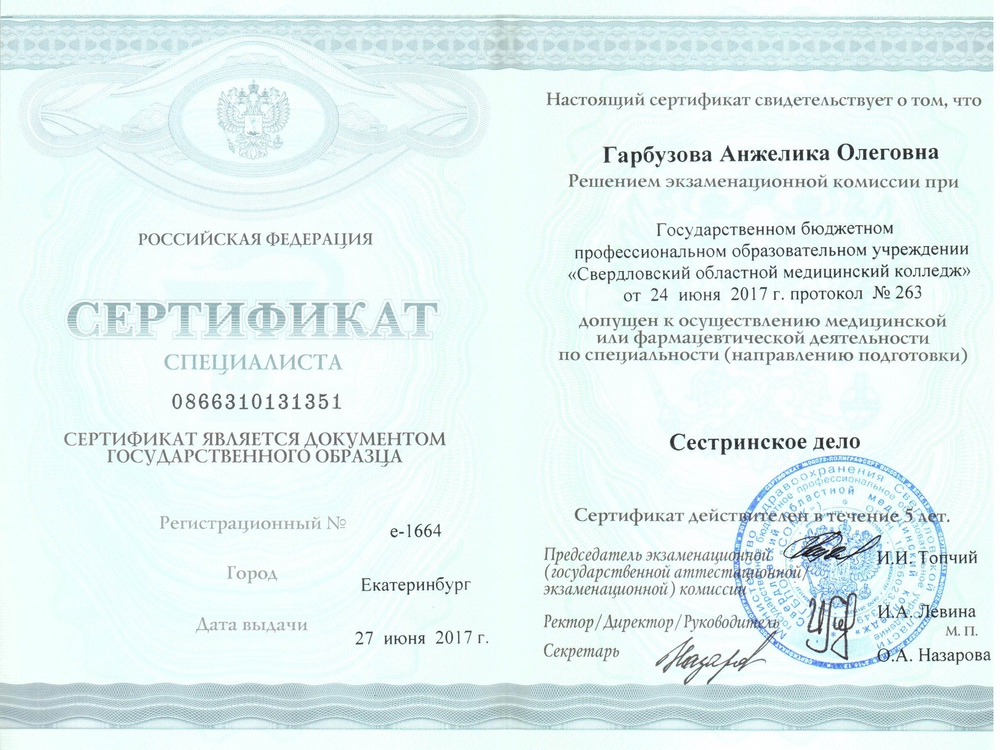 РОССИЙСКАЯ ФЕДЕРАЦИЯ
СЕРТИФИКАТ
СПЕЦИАЛИСТА
0866310131351
СЕРТИФИКАТ ЯВЛЯЕТСЯ ДОКУМЕНТОМ
ГОСУДАРСТВЕННОГО ОБРАЗЦА
Регистрационный № е-1664
Город Екатеринбург
Дата выдачи 27 июня 2017 г.
Настоящий сертификат свидетельствует о том, что
Гарбузова Анжелика Олеговна
Решением экзаменационной комиссии при
Государственном бюджетном
профессиональном образовательном учреждении
«Свердловский областной медицинский колледж»
от 24 июня 2017 г. протокол № 263
допущен к осуществлению медицинской
или фармацевтической деятельности
по специальности (направлению подготовки)
Сестринское дело
Сертификат действителен в течение 5 лет.
Председатель экзаменационной
(государственной аттестационной/
экзаменационной) комиссии
И.И. Топчий
Ректор/Директор/Руководитель
И.А. Левина
М. П.
Секретарь
О.А. Назарова